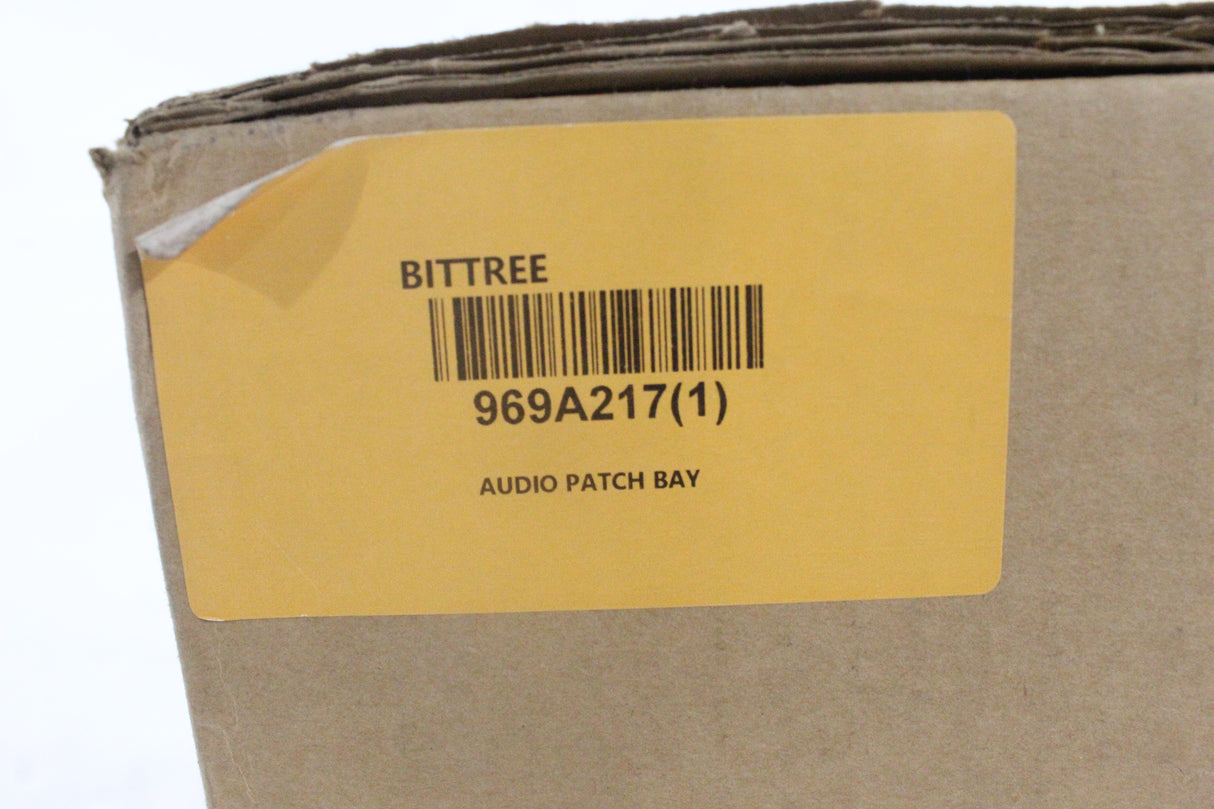 BITTREE
969A217(1)
AUDIO PATCH BAY